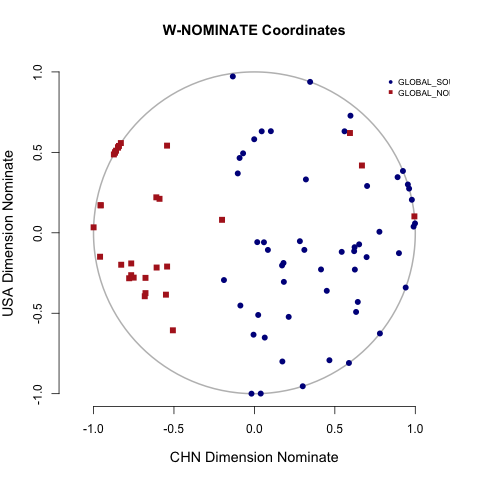 W-NOMINATE Coordinates
GLOBAL_SOU
GLOBAL_NOI
1.0
0.5
0.0
-0.5
-1.0
USA Dimension Nominate
-1.0 -0.5 0.0 0.5 1.0
CHN Dimension Nominate